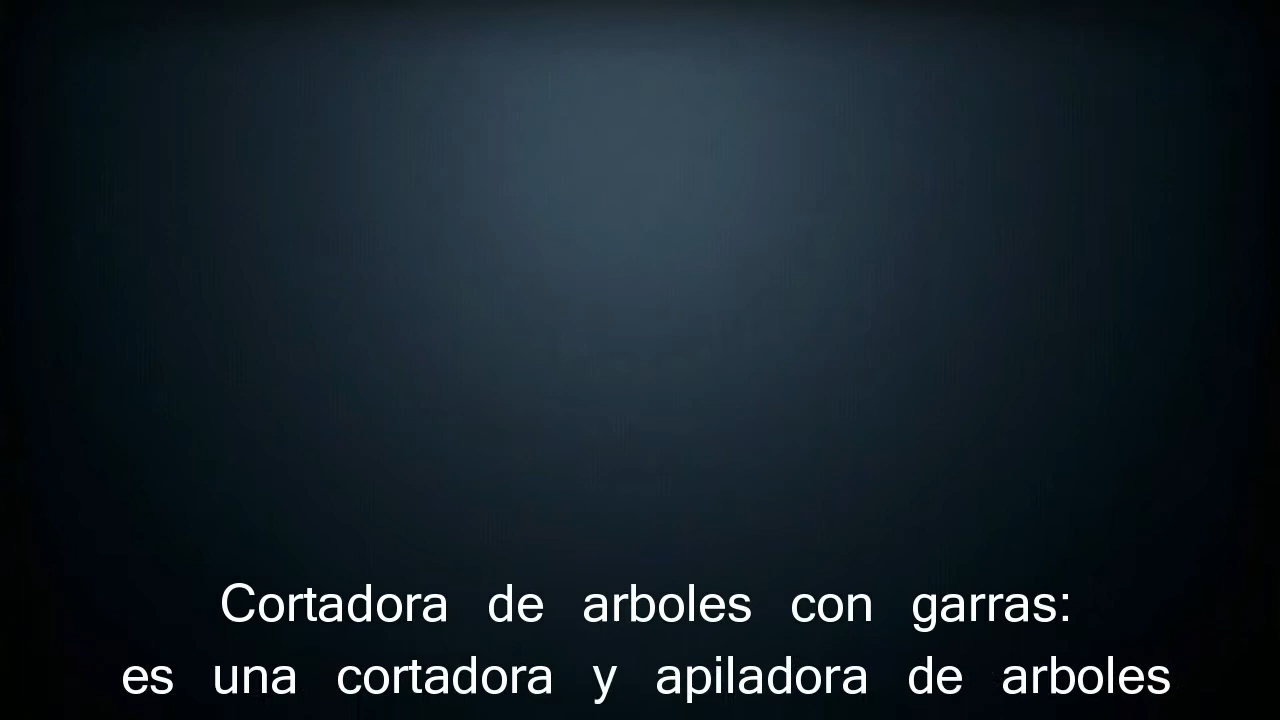 Cortadora de arboles con garras:
es una cortadora y apiladora de arboles